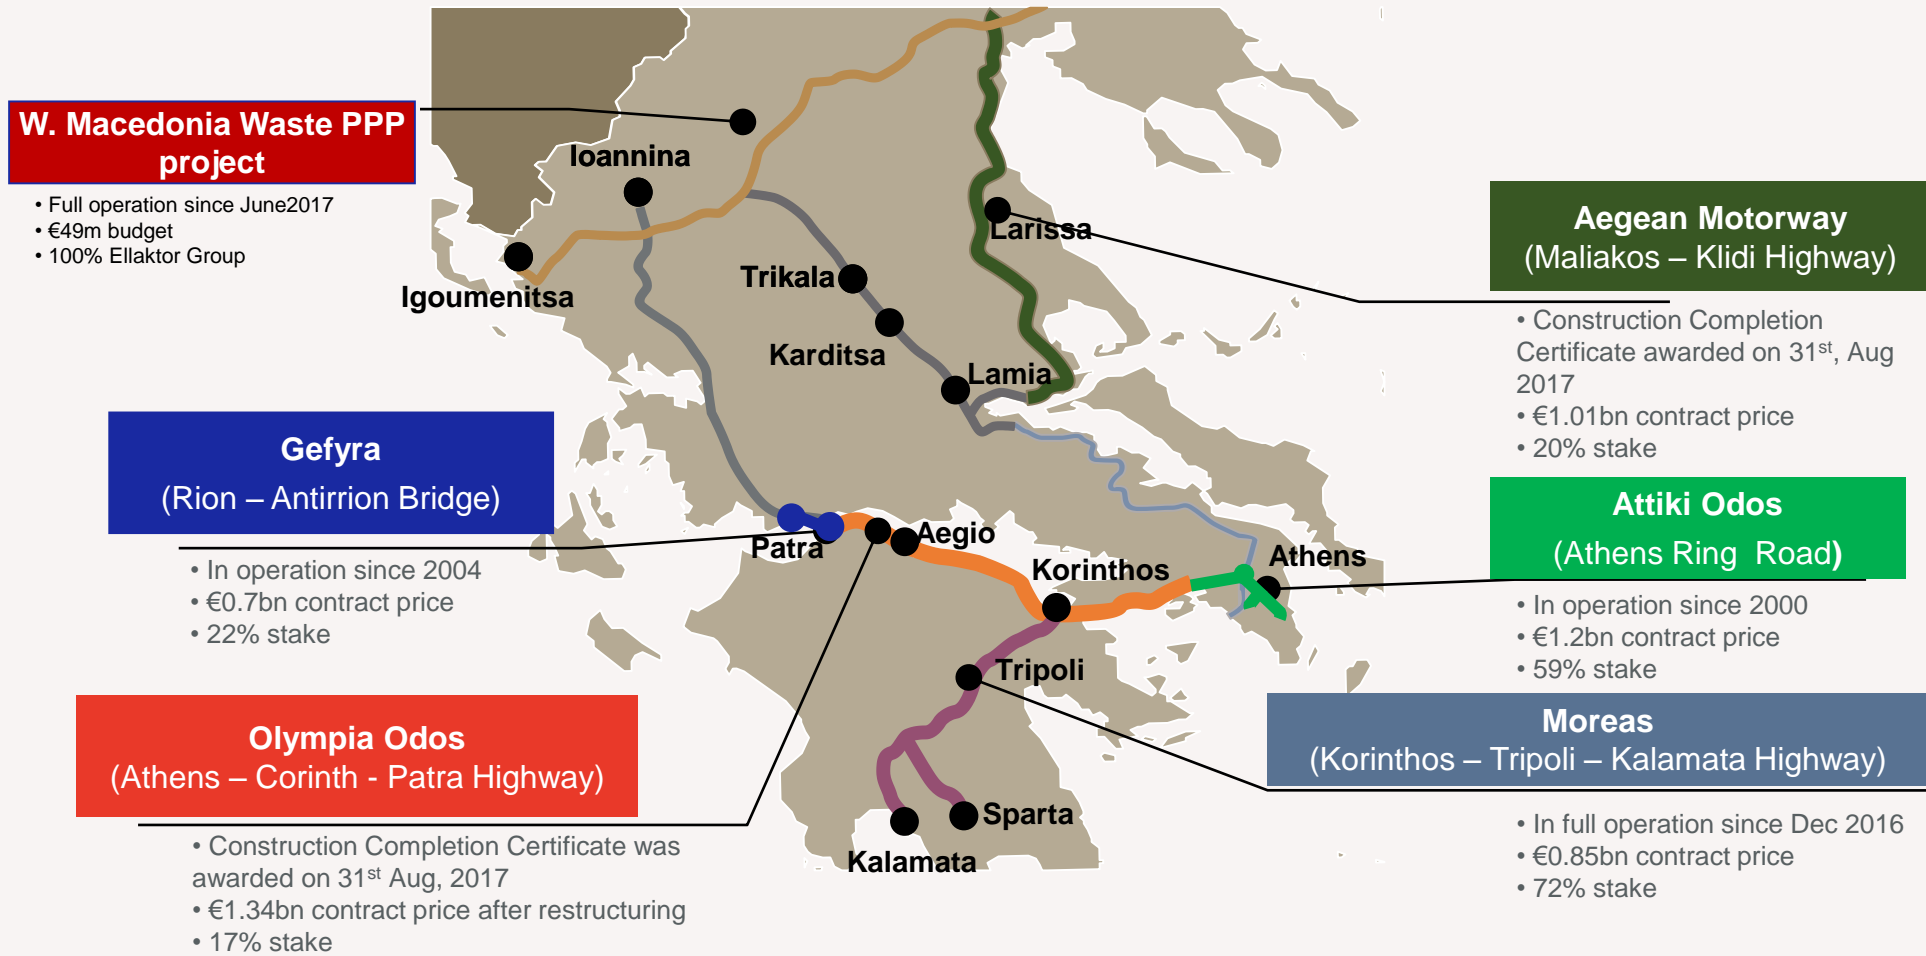 W. Macedonia Waste PPP
project
• Full operation since June2017
• €49m budget
• 100% Ellaktor Group
Ioannina
Igoumenitsa
Trikala
Karditsa
Lamia
Larissa
Aegean Motorway
(Maliakos – Klidi Highway)
• Construction Completion
Certificate awarded on 31st, Aug
2017
• €1.01bn contract price
• 20% stake
Gefyra
(Rion – Antirrion Bridge)
• In operation since 2004
• €0.7bn contract price
• 22% stake
Patra
Aegio
Korinthos
Athens
Attiki Odos
(Athens Ring  Road)
• In operation since 2000
• €1.2bn contract price
• 59% stake
Tripoli
Sparta
Kalamata
Olympia Odos
(Athens – Corinth - Patra Highway)
• Construction Completion Certificate was
awarded on 31st Aug, 2017
• €1.34bn contract price after restructuring
• 17% stake
Moreas
(Korinthos – Tripoli – Kalamata Highway)
• In full operation since Dec 2016
• €0.85bn contract price
• 72% stake